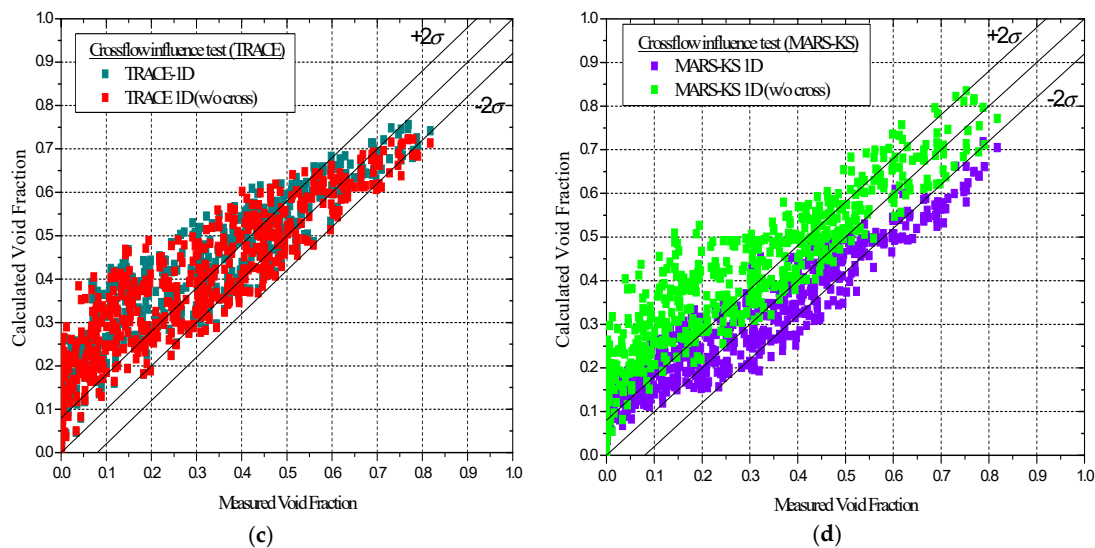 Crossflow influence test (TRACE)
TRACE-1D
TRACE 1D (w/o cross)
+2σ
-2σ
1.0
0.9
0.8
0.7
0.6
0.5
0.4
0.3
0.2
0.1
0.0
Calculated Void Fraction
0.0 0.1 0.2 0.3 0.4 0.5 0.6 0.7 0.8 0.9 1.0
Measured Void Fraction
(c)
Crossflow influence test (MARS-KS)
MARS-KS 1D
MARS-KS 1D (w/o cross)
+2σ
-2σ
1.0
0.9
0.8
0.7
0.6
0.5
0.4
0.3
0.2
0.1
0.0
Calculated Void Fraction
0.0 0.1 0.2 0.3 0.4 0.5 0.6 0.7 0.8 0.9 1.0
Measured Void Fraction
(d)